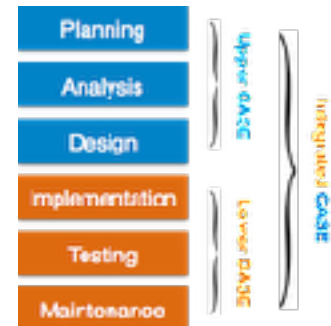 Planning
Analysis
Design
Implementation
Testing
Maintenance
Upper CASE
Lower CASE
Integrated CASE